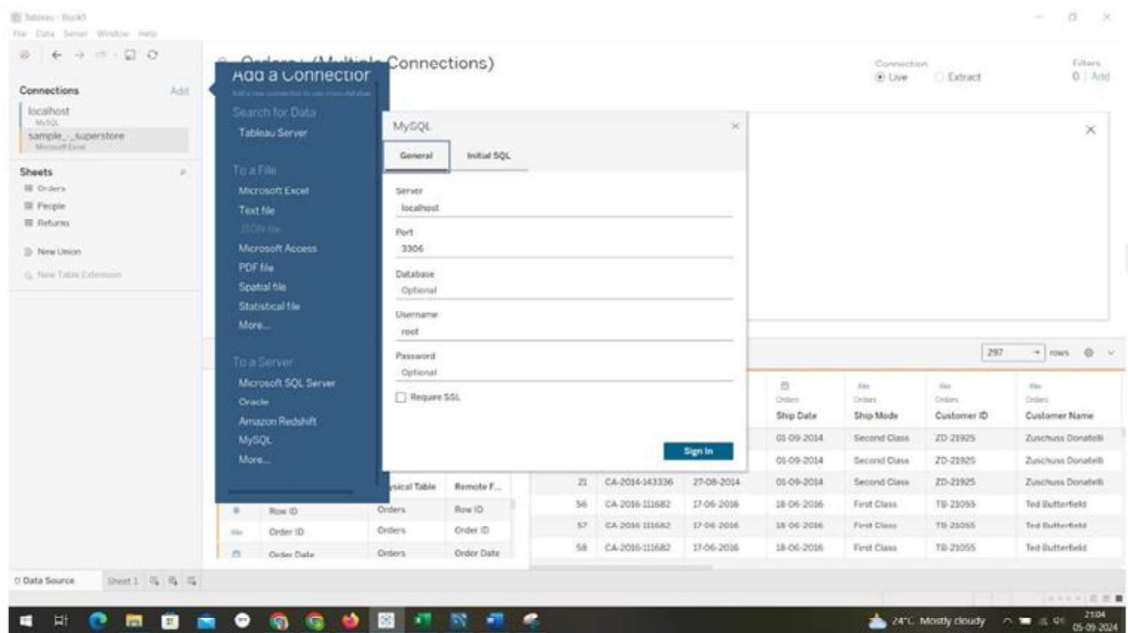 Tableau - Book1
File Data Server Window Help
Connections Add
localhost
MySQL
sample_-_superstore
Microsoft Excel
Sheets
Orders
People
Returns
New Union
New Table Extension
(Multiple Connections)
Connection
Live Extract
Filters
0 Add
Add a Connection
Search for Data
Tableau Server
To a File
Microsoft Excel
Text file
JSON file
Microsoft Access
PDF file
Spatial file
Statistical file
More...
To a Server
Microsoft SQL Server
Oracle
Amazon Redshift
MySQL
More...
MySQL
General Initial SQL
Server
localhost
Port
3306
Database
Optional
Username
root
Password
Optional
Require SSL
Sign In
297 rows
Abc Abc Abc
Orders Orders Orders Orders
Ship Date Ship Mode Customer ID Customer Name
01-09-2014 Second Class ZD-21925 Zuschuss Donatelli
01-09-2014 Second Class ZD-21925 Zuschuss Donatelli
21 CA-2014-143336 27-08-2014 01-09-2014 Second Class ZD-21925 Zuschuss Donatelli
56 CA-2016-111682 17-06-2016 18-06-2016 First Class TB-21055 Ted Butterfield
57 CA-2016-111682 17-06-2016 18-06-2016 First Class TB-21055 Ted Butterfield
58 CA-2016-111682 17-06-2016 18-06-2016 First Class TB-21055 Ted Butterfield
Physical Table Remote F...
# Row ID Orders Row ID
Abc Order ID Orders Order ID
Order Date Orders Order Date
Data Source Sheet 1
24°C Mostly cloudy
21:04
05-09-2024